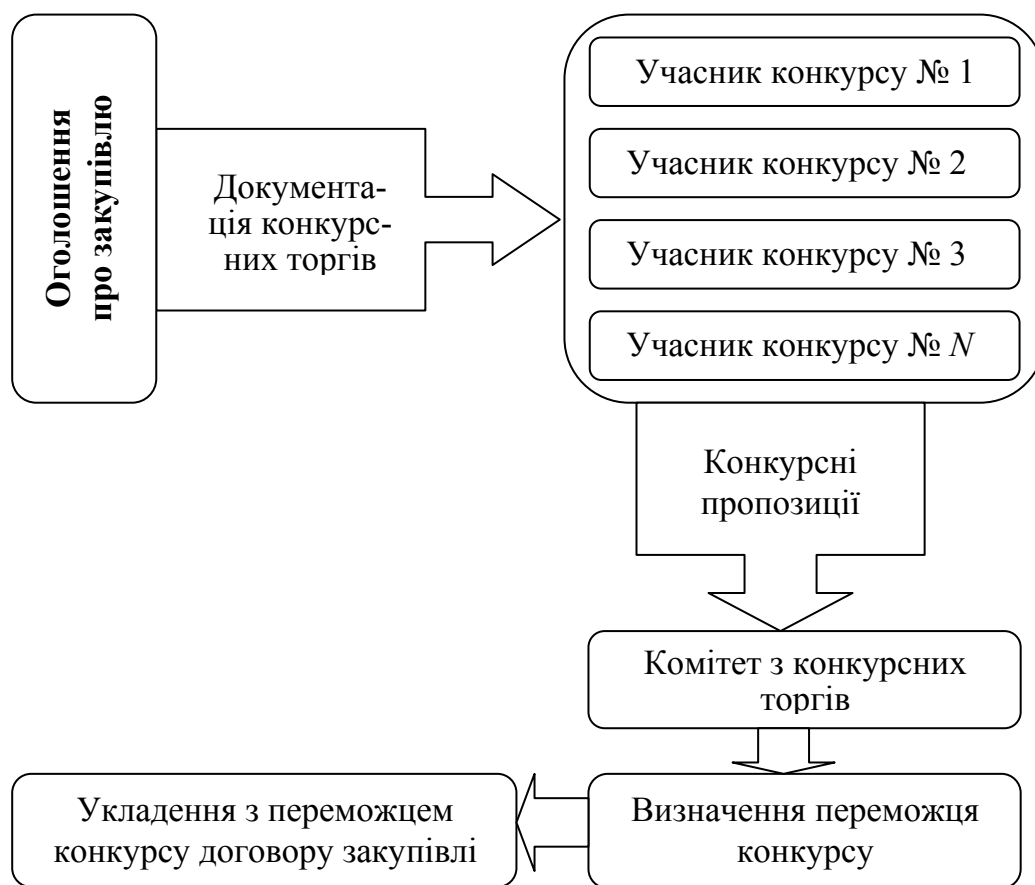 Оголошення
про закупівлю
Документа-
ція конкурс-
них торгів
Учасник конкурсу № 1
Учасник конкурсу № 2
Учасник конкурсу № 3
Учасник конкурсу № N
Конкурсні
пропозиції
Комітет з конкурсних
торгів
Визначення переможця
конкурсу
Укладення з переможцем
конкурсу договору закупівлі